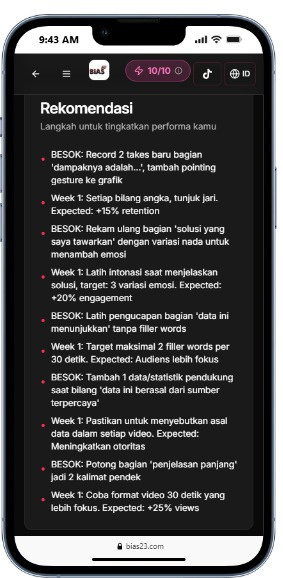 9:43 AM
BIAS
10/10
ID
Rekomendasi
Langkah untuk tingkatkan performa kamu
BESOK: Record 2 takes baru bagian
'dampaknya adalah...', tambah pointing
gesture ke grafik
Week 1: Setiap bilang angka, tunjuk jari.
Expected: +15% retention
BESOK: Rekam ulang bagian 'solusi yang
saya tawarkan' dengan variasi nada untuk
menambah emosi
Week 1: Latih intonasi saat menjelaskan
solusi, target: 3 variasi emosi. Expected:
+20% engagement
BESOK: Latih pengucapan bagian 'data ini
menunjukkan' tanpa filler words
Week 1: Target maksimal 2 filler words per
30 detik. Expected: Audiens lebih fokus
BESOK: Tambah 1 data/statistik pendukung
saat bilang 'data ini berasal dari sumber
terpercaya'
Week 1: Pastikan untuk menyebutkan asal
data dalam setiap video. Expected:
Meningkatkan otoritas
BESOK: Potong bagian 'penjelasan panjang'
jadi 2 kalimat pendek
Week 1: Coba format video 30 detik yang
lebih fokus. Expected: +25% views
bias23.com